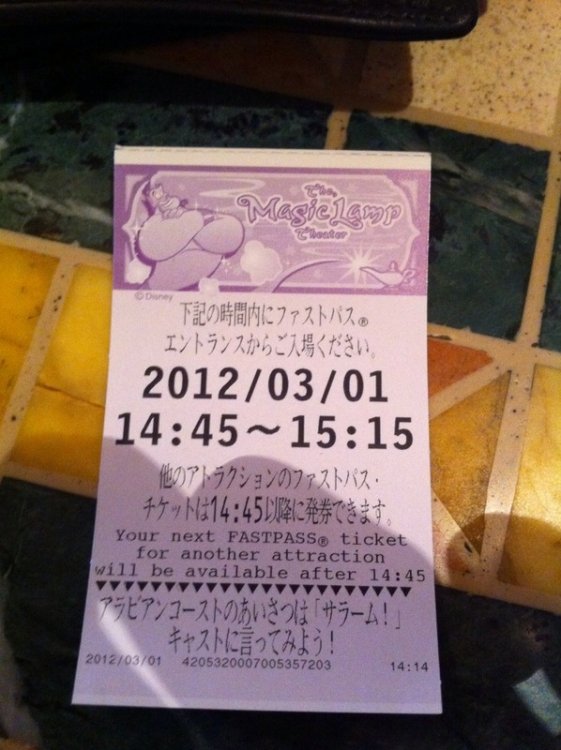 The
Magic Lamp
Theater
© Disney
下記の時間内にファストパス®
エントランスからご入場ください。
2012/03/01
14:45〜15:15
他のアトラクションのファストパス・
チケットは14:45以降に発券できます。
Your next FASTPASS® ticket
for another attraction
will be available after 14:45
アラビアンコーストのあいさつは「サラーム！」
キャストに言ってみよう！
2012/03/01 4205320007005357203 14:14